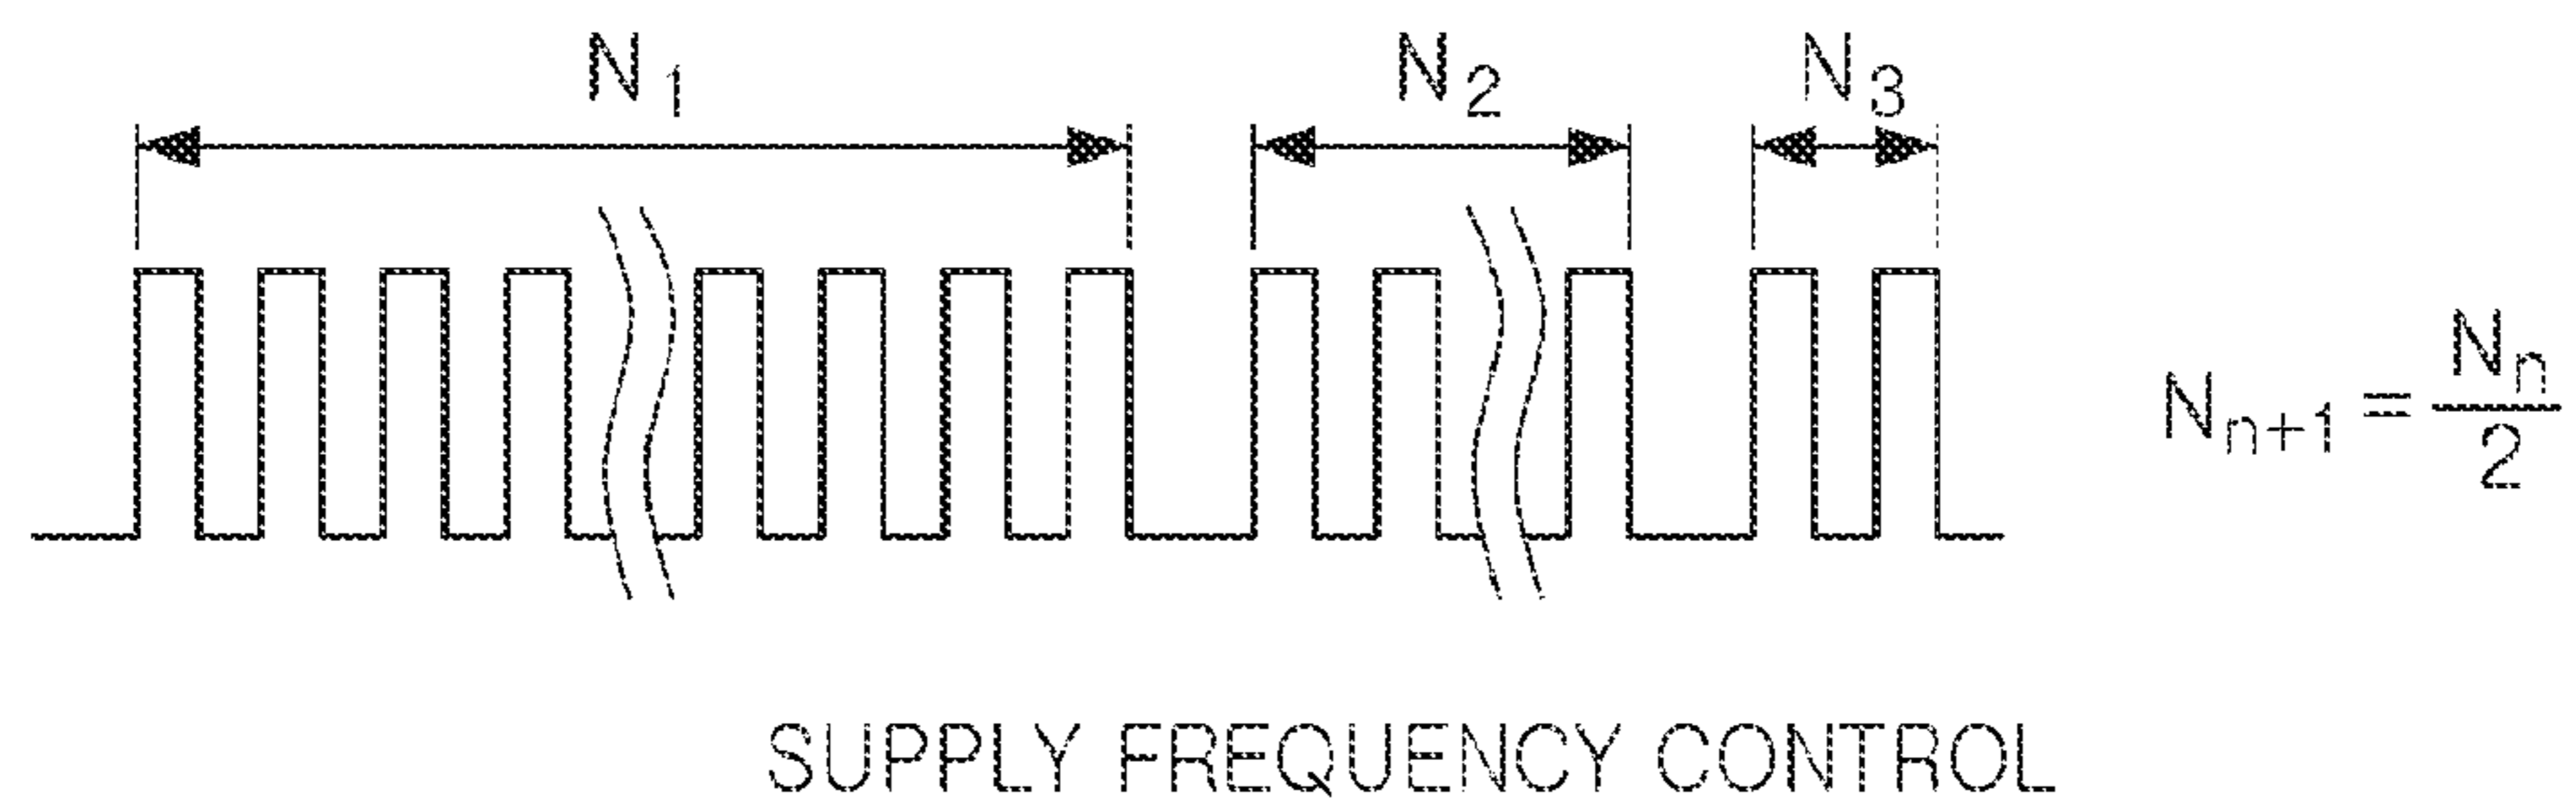 N1
N2
N3
Nn+1 = Nn/2
SUPPLY FREQUENCY CONTROL